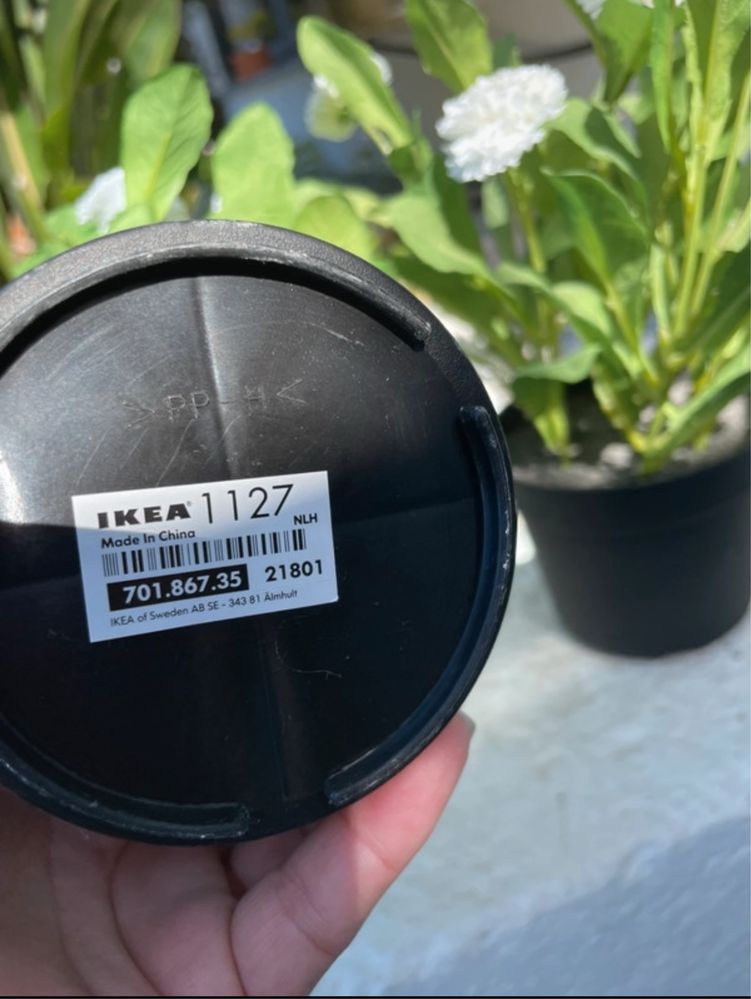 >PP-H<
IKEA® 1127
NLH
Made In China
701.867.35 21801
IKEA of Sweden AB SE - 343 81 Älmhult